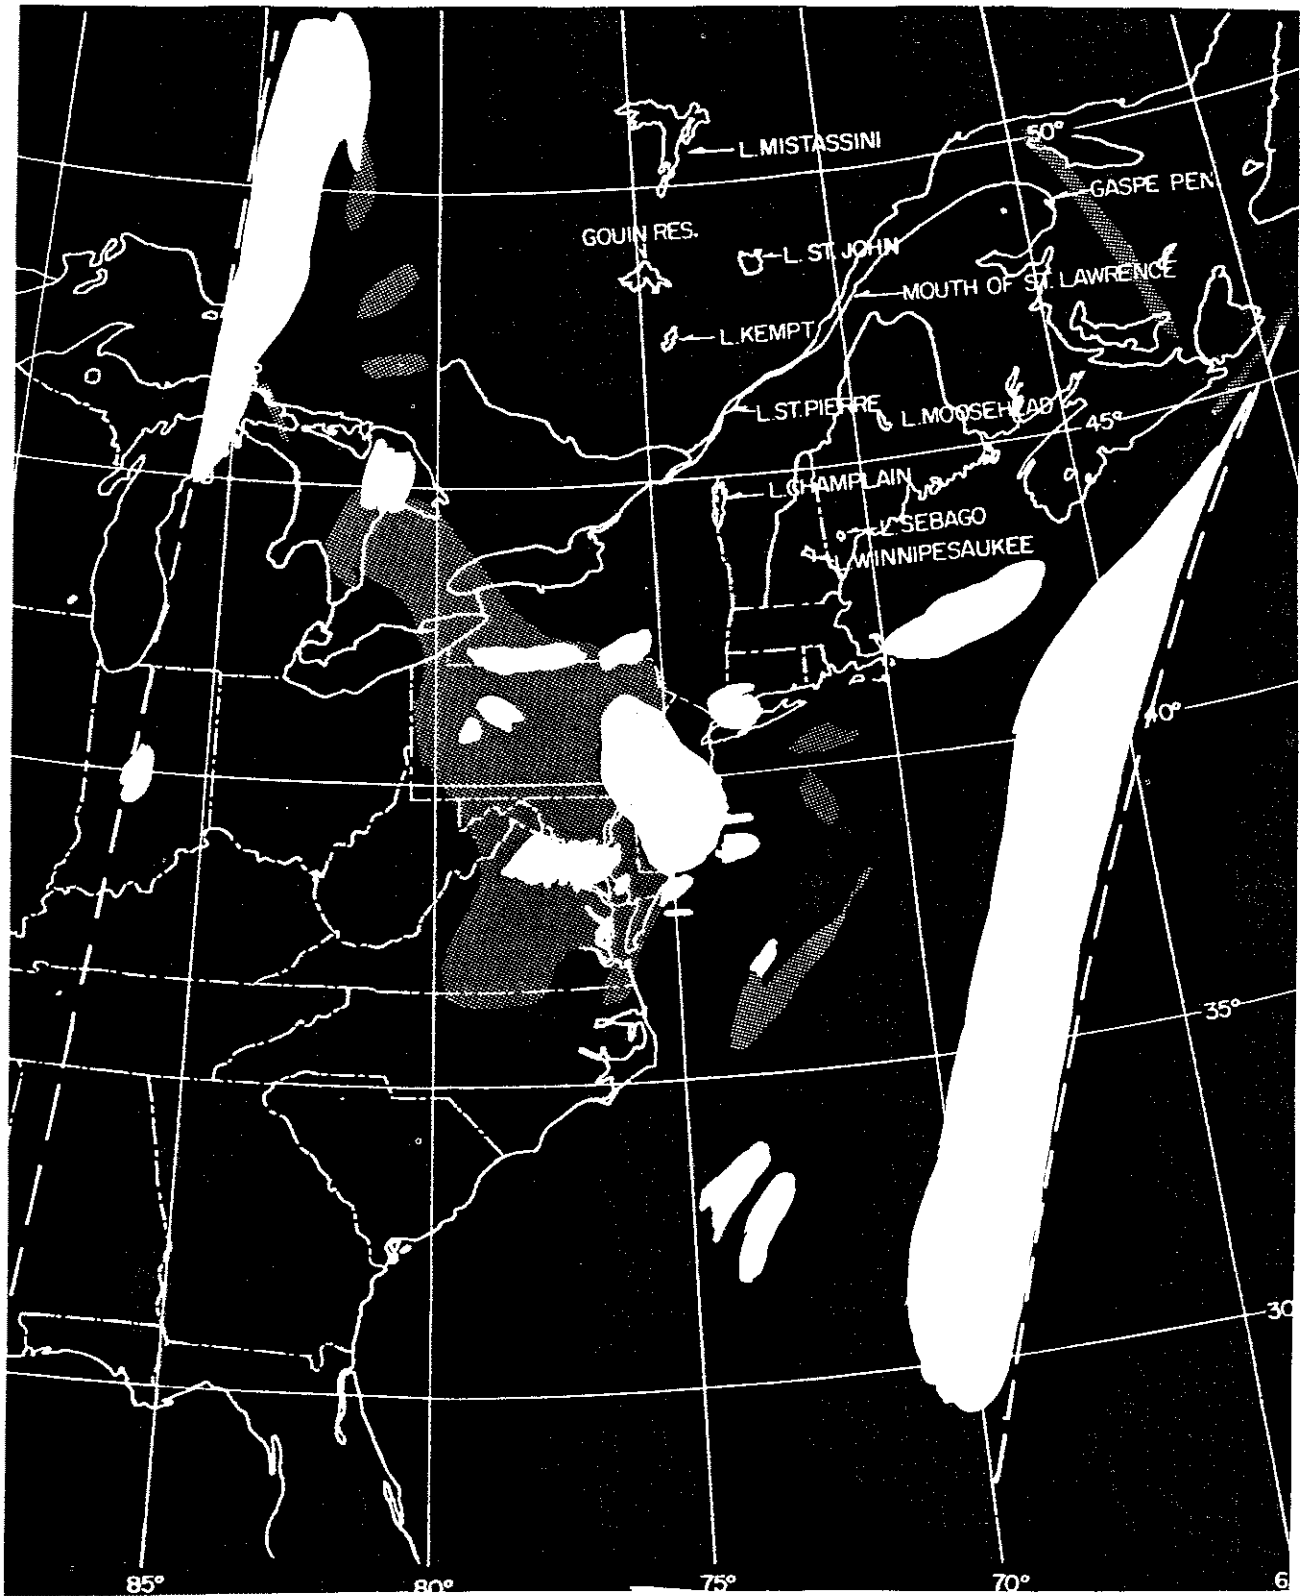 L. MISTASSINI
50°
GASPE PEN.
GOUIN RES.
L. ST. JOHN
MOUTH OF ST. LAWRENCE
L. KEMPT
L. ST. PIERRE
L. MOOSEHEAD
45°
L. CHAMPLAIN
L. SEBAGO
L. WINNIPESAUKEE
40°
35°
30
85°
80°
75°
70°
6